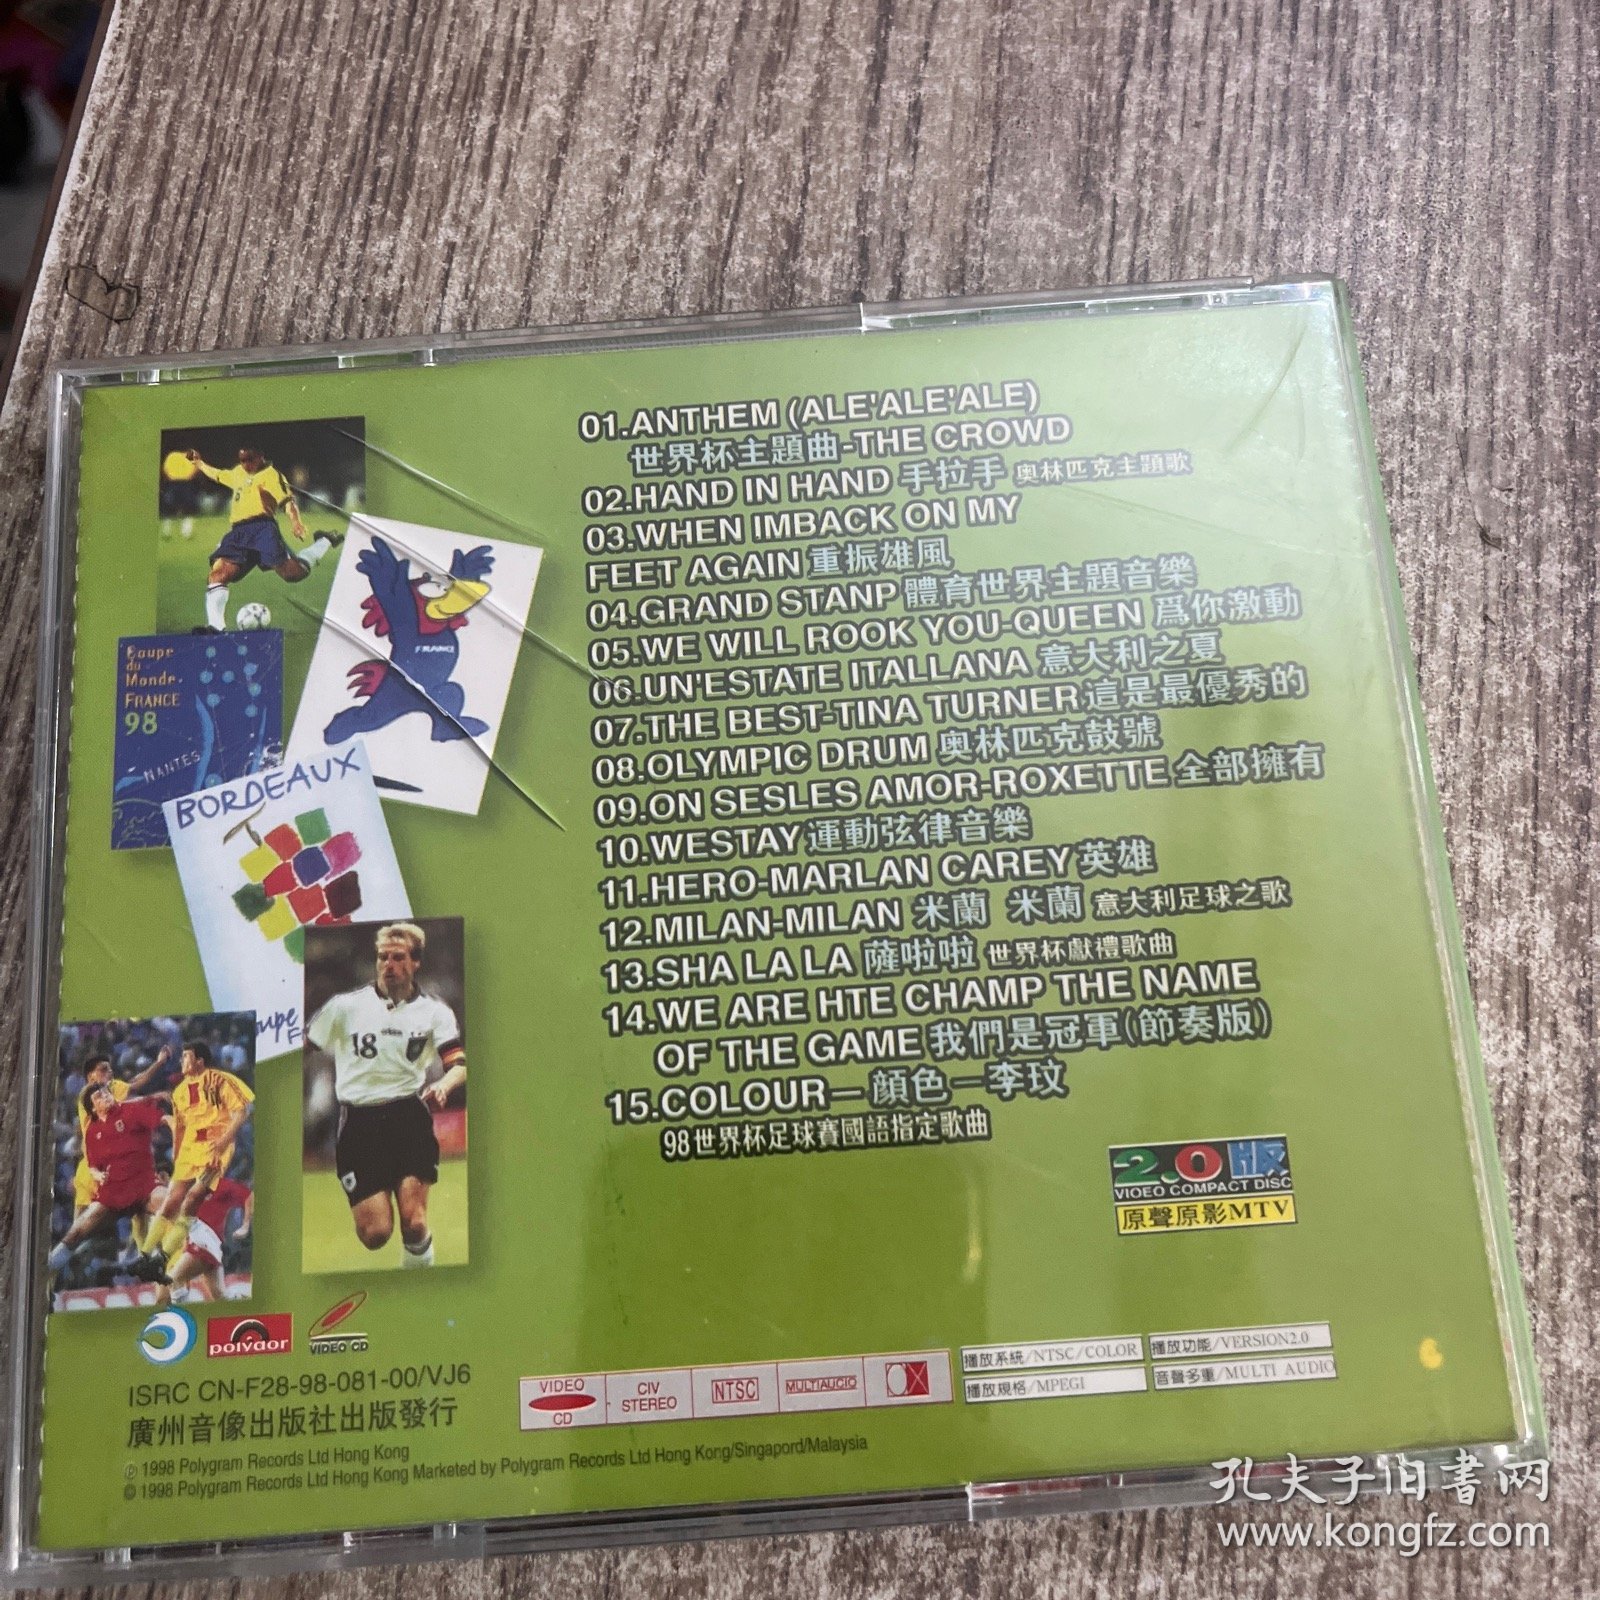 01.ANTHEM (ALE'ALE'ALE)
世界杯主題曲-THE CROWD
02.HAND IN HAND 手拉手 奧林匹克主題歌
03.WHEN IMBACK ON MY
FEET AGAIN 重振雄風
04.GRAND STANP 體育世界主題音樂
05.WE WILL ROOK YOU-QUEEN 爲你激動
06.UN'ESTATE ITALLANA 意大利之夏
07.THE BEST-TINA TURNER 這是最優秀的
08.OLYMPIC DRUM 奧林匹克鼓號
09.ON SESLES AMOR-ROXETTE 全部擁有
10.WESTAY 運動弦律音樂
11.HERO-MARLAN CAREY 英雄
12.MILAN-MILAN 米蘭 米蘭 意大利足球之歌
13.SHA LA LA 薩啦啦 世界杯獻禮歌曲
14.WE ARE HTE CHAMP THE NAME
OF THE GAME 我們是冠軍(節奏版)
15.COLOUR—顔色—李玟
98世界杯足球賽國語指定歌曲
Coupe
du
Monde
FRANCE
98
NANTES
FRANCE
BORDEAUX
18
2.0版
VIDEO COMPACT DISC
原聲原影MTV
polydor
VIDEO CD
ISRC CN-F28-98-081-00/VJ6
廣州音像出版社出版發行
℗ 1998 Polygram Records Ltd Hong Kong
© 1998 Polygram Records Ltd Hong Kong Marketed by Polygram Records Ltd Hong Kong/Singapord/Malaysia
VIDEO
CD
CIV
STEREO
NTSC
MULTI AUCIC
播放系統/NTSC/COLOR
播放功能/VERSION2.0
播放規格/MPEGI
音聲多重/MULTI AUDIO
孔夫子旧书网
www.kongfz.com